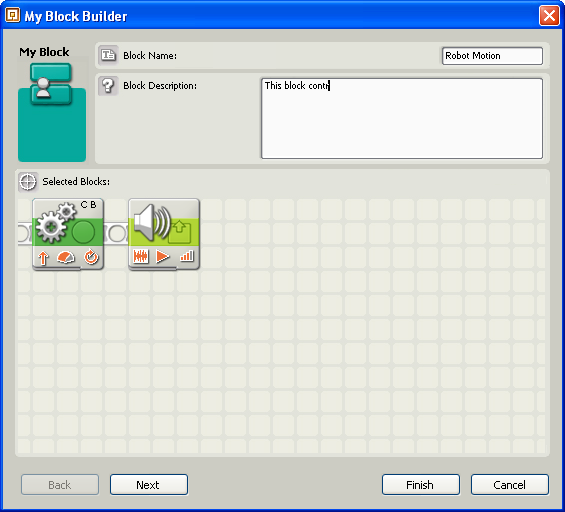 My Block Builder
My Block
Block Name:
Robot Motion
Block Description:
This block contr
Selected Blocks:
C B
Back
Next
Finish
Cancel